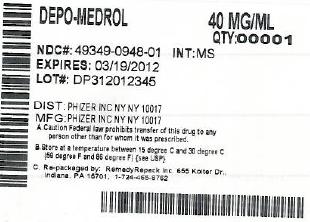 DEPO-MEDROL
40 MG/ML
QTY:00001
NDC#: 49349-0948-01 INT:MS
EXPIRES: 03/19/2012
LOT#: DP312012345
DIST: PHIZER INC NY NY 10017
MFG: PHIZER INC NY NY 10017
A.Caution Federal law prohibits transfer of this drug to any
person other than for whom it was prescribed.
B.Store at a temperature between 15 degree C and 30 degree C
(59 degree F and 86 degree F) (see USP)
C. Re-packaged by: RemedyRepack Inc. 655 Kolter Dr.,
Indiana, PA 15701, 1-724-465-8762